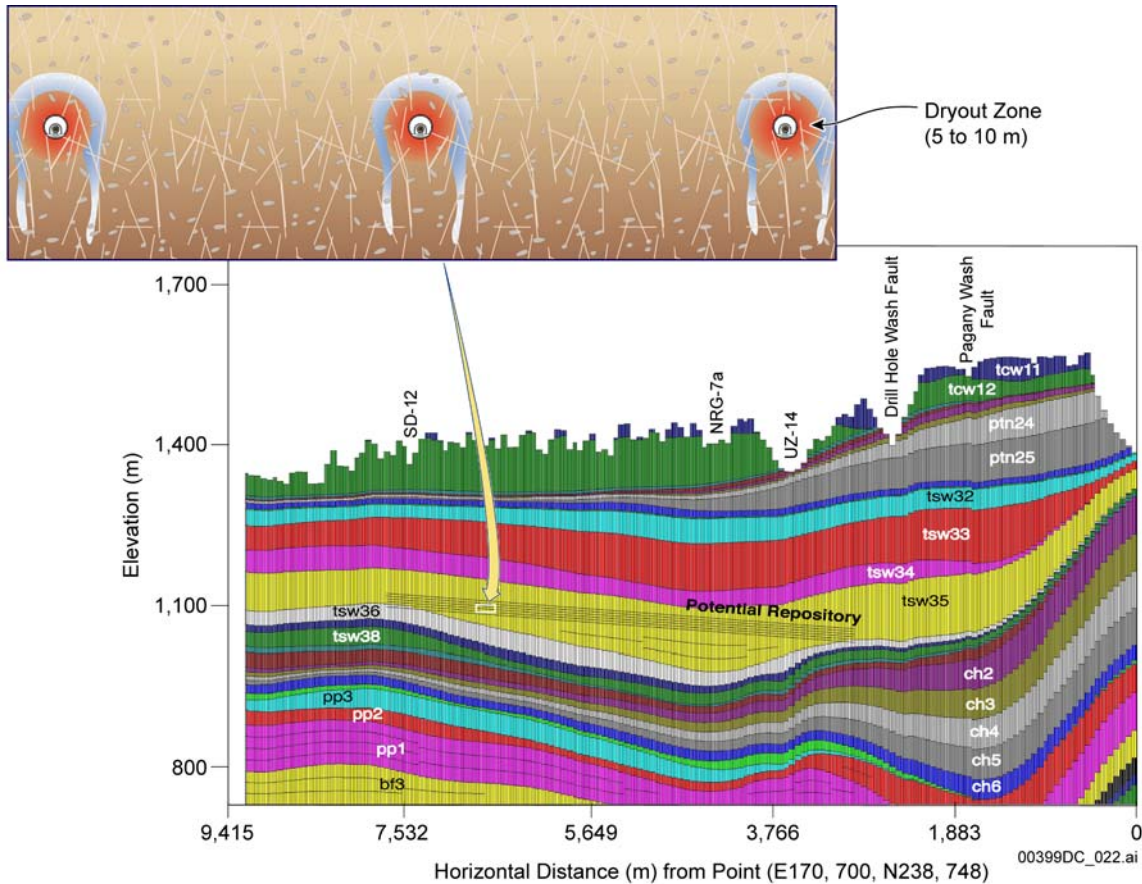 Dryout Zone
(5 to 10 m)
1,700
1,400
1,100
800
Elevation (m)
SD-12
NRG-7a
UZ-14
Drill Hole Wash Fault
Pagany Wash
Fault
tcw11
tcw12
ptn24
ptn25
tsw32
tsw33
tsw34
tsw35
Potential Repository
tsw36
tsw38
pp3
pp2
pp1
bf3
ch2
ch3
ch4
ch5
ch6
9,415
7,532
5,649
3,766
1,883
0
00399DC_022.ai
Horizontal Distance (m) from Point (E170, 700, N238, 748)